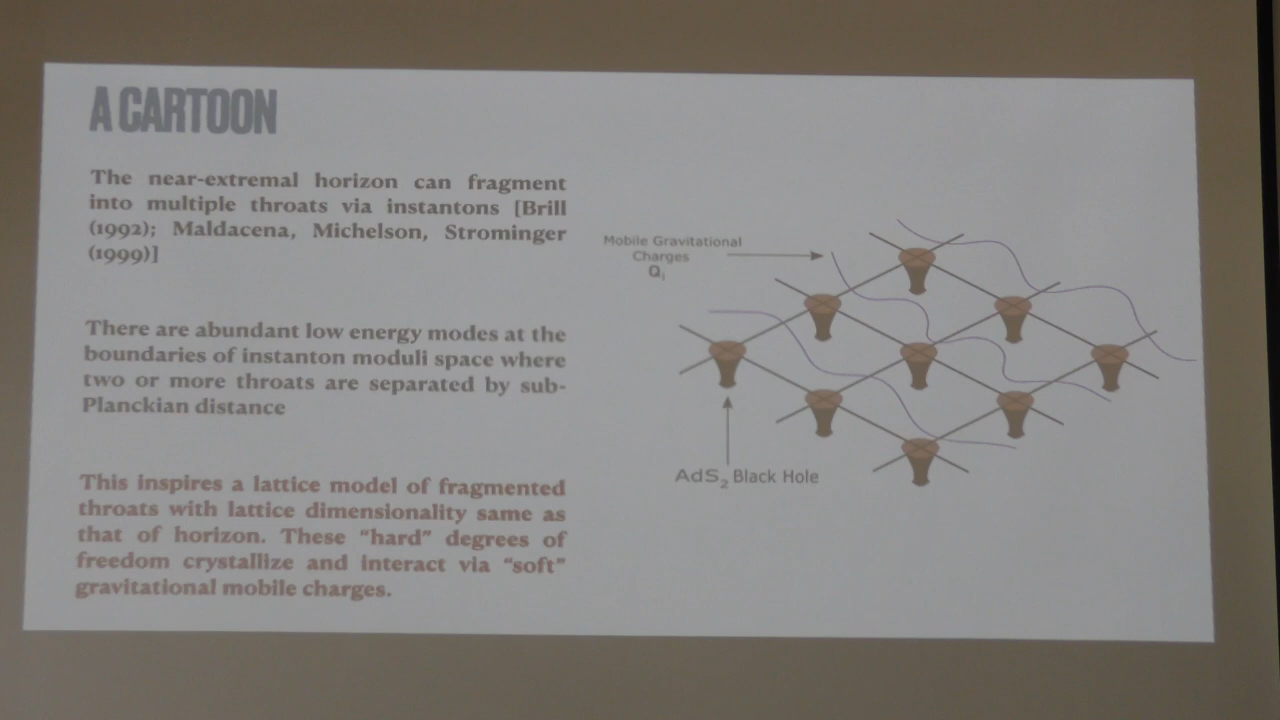 A CARTOON
The near-extremal horizon can fragment
into multiple throats via instantons [Brill
(1992); Maldacena, Michelson, Strominger
(1999)]
There are abundant low energy modes at the
boundaries of instanton moduli space where
two or more throats are separated by sub-
Planckian distance
This inspires a lattice model of fragmented
throats with lattice dimensionality same as
that of horizon. These “hard” degrees of
freedom crystallize and interact via “soft”
gravitational mobile charges.
Mobile Gravitational
Charges
Qi
AdS2 Black Hole